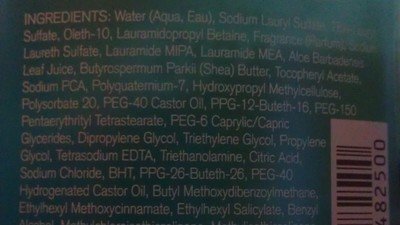 INGREDIENTS: Water (Aqua, Eau), Sodium Lauryl
Sulfate, Oleth-10, Lauramidopropyl Betaine, Fragrance (Parfum), Sodium
Laureth Sulfate, Lauramide MIPA, Lauramide MEA, Aloe Barbadensis
Leaf Juice, Butyrospermum Parkii (Shea) Butter, Tocopheryl Acetate,
Sodium PCA, Polyquaternium-7, Hydroxypropyl Methylcellulose,
Polysorbate 20, PEG-40 Castor Oil, PPG-12-Buteth-16, PEG-150
Pentaerythrityl Tetrastearate, PEG-6 Caprylic/Capric
Glycerides, Dipropylene Glycol, Triethylene Glycol, Propylene
Glycol, Tetrasodium EDTA, Triethanolamine, Citric Acid,
Sodium Chloride, BHT, PPG-26-Buteth-26, PEG-40
Hydrogenated Castor Oil, Butyl Methoxydibenzoylmethane,
Ethylhexyl Methoxycinnamate, Ethylhexyl Salicylate, Benzyl
482500